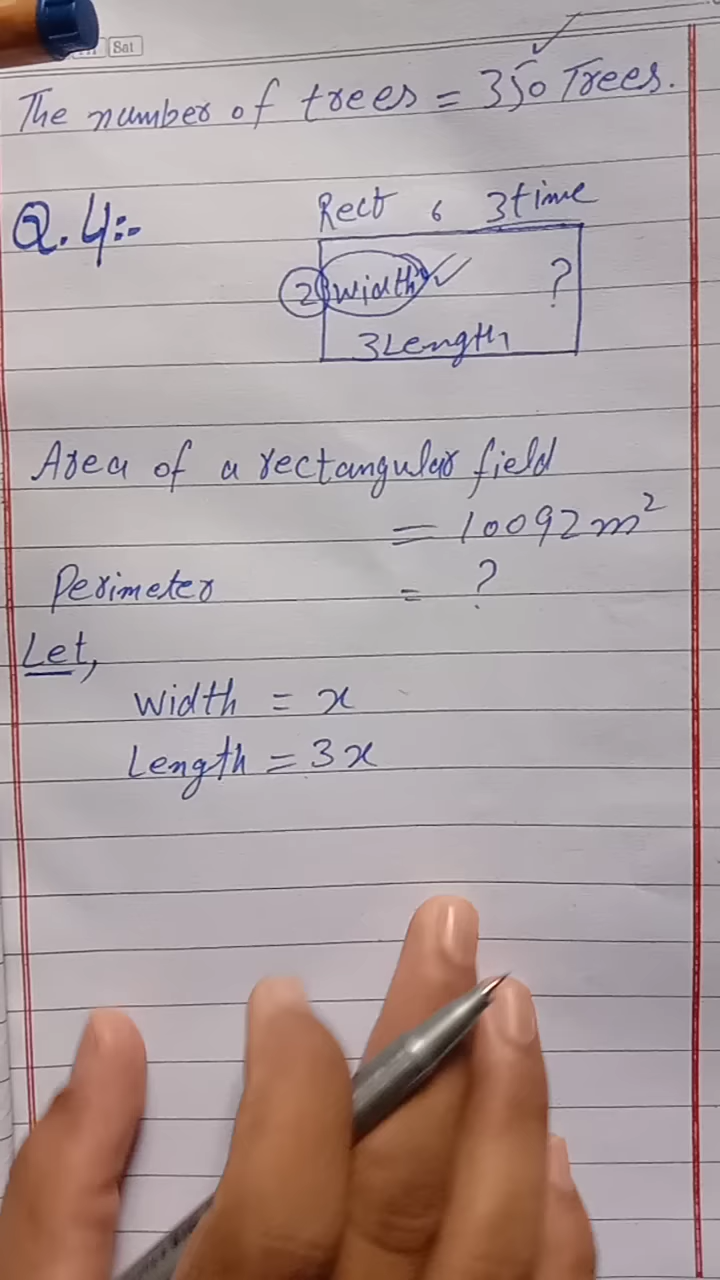 Sat
The number of trees = 350 Trees.
Q.4:-
Rect 6 3time
2 width ?
3Length
Area of a rectangular field
= 10092 m²
Perimeter = ?
Let,
width = x
Length = 3x